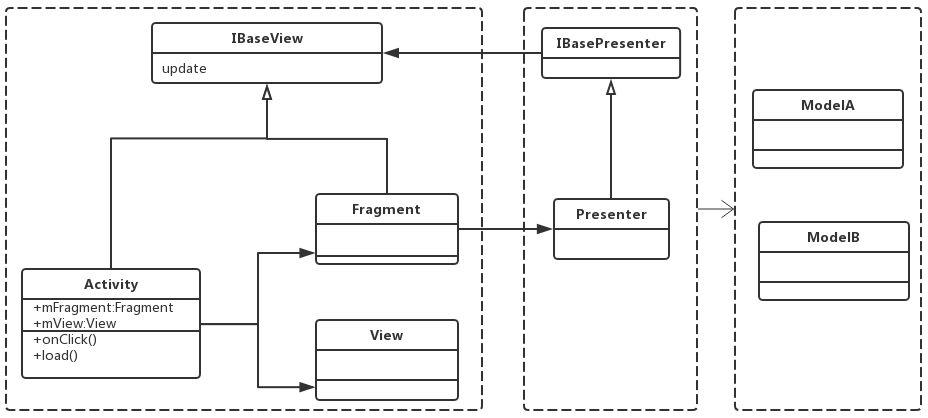 IBaseView
update
IBasePresenter
ModelA
Fragment
Presenter
ModelB
Activity
+mFragment:Fragment
+mView:View
+onClick()
+load()
View